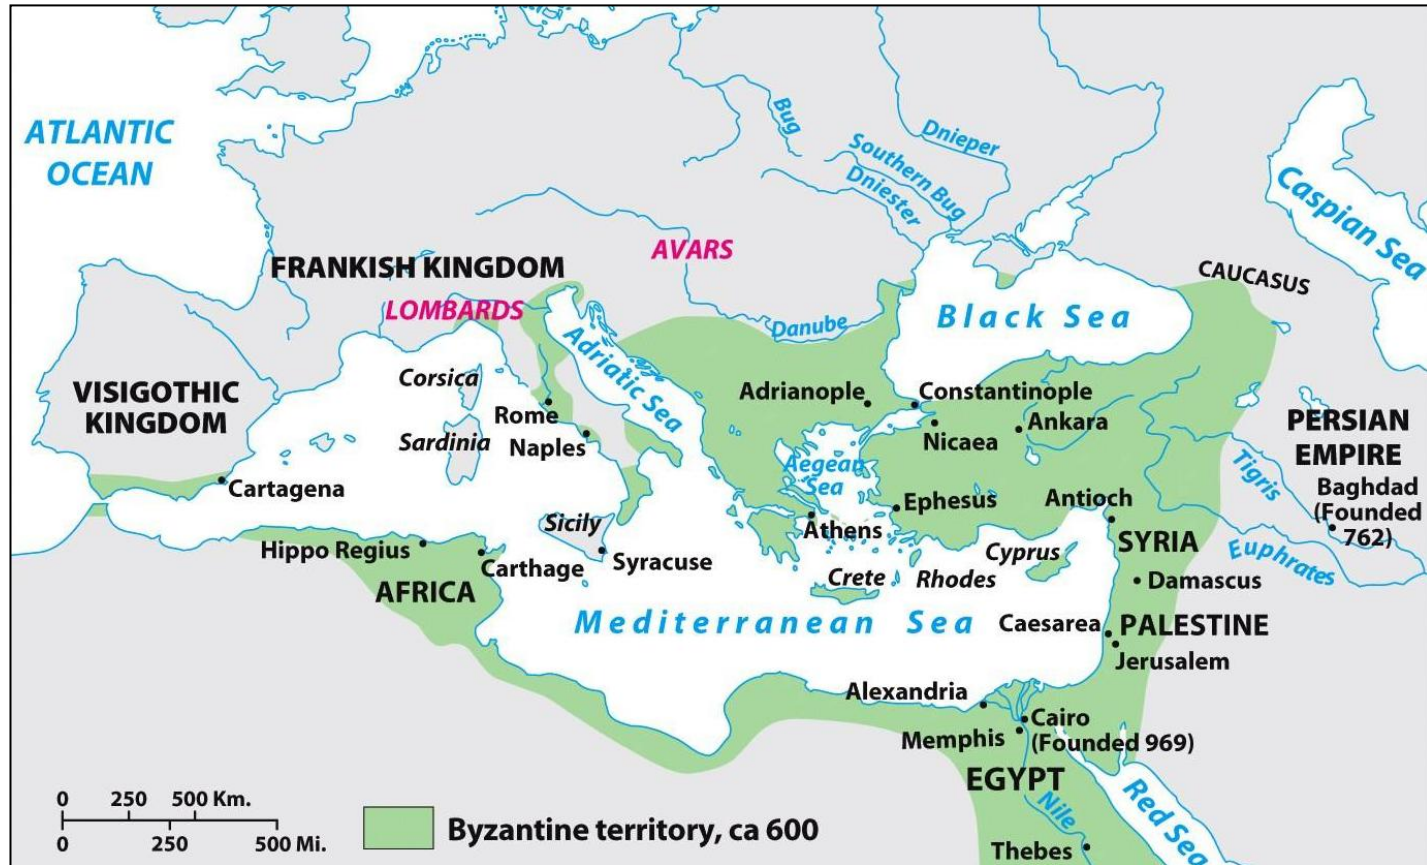 ATLANTIC
OCEAN
Bug
Dnieper
Southern Bug
Dniester
Caspian Sea
AVARS
FRANKISH KINGDOM
CAUCASUS
LOMBARDS
Danube
Black Sea
Adriatic Sea
Corsica
VISIGOTHIC
KINGDOM
Adrianople
Constantinople
Rome
Ankara
Nicaea
PERSIAN
EMPIRE
Sardinia
Naples
Aegean
Sea
Tigris
Baghdad
(Founded
762)
Cartagena
Ephesus
Antioch
Sicily
Athens
Hippo Regius
Carthage
Syracuse
Cyprus
SYRIA
Euphrates
AFRICA
Crete
Rhodes
Damascus
Mediterranean Sea
Caesarea
PALESTINE
Jerusalem
Alexandria
Cairo
(Founded 969)
Memphis
EGYPT
Nile
Red Sea
Thebes
0 250 500 Km.
0 250 500 Mi.
Byzantine territory, ca 600